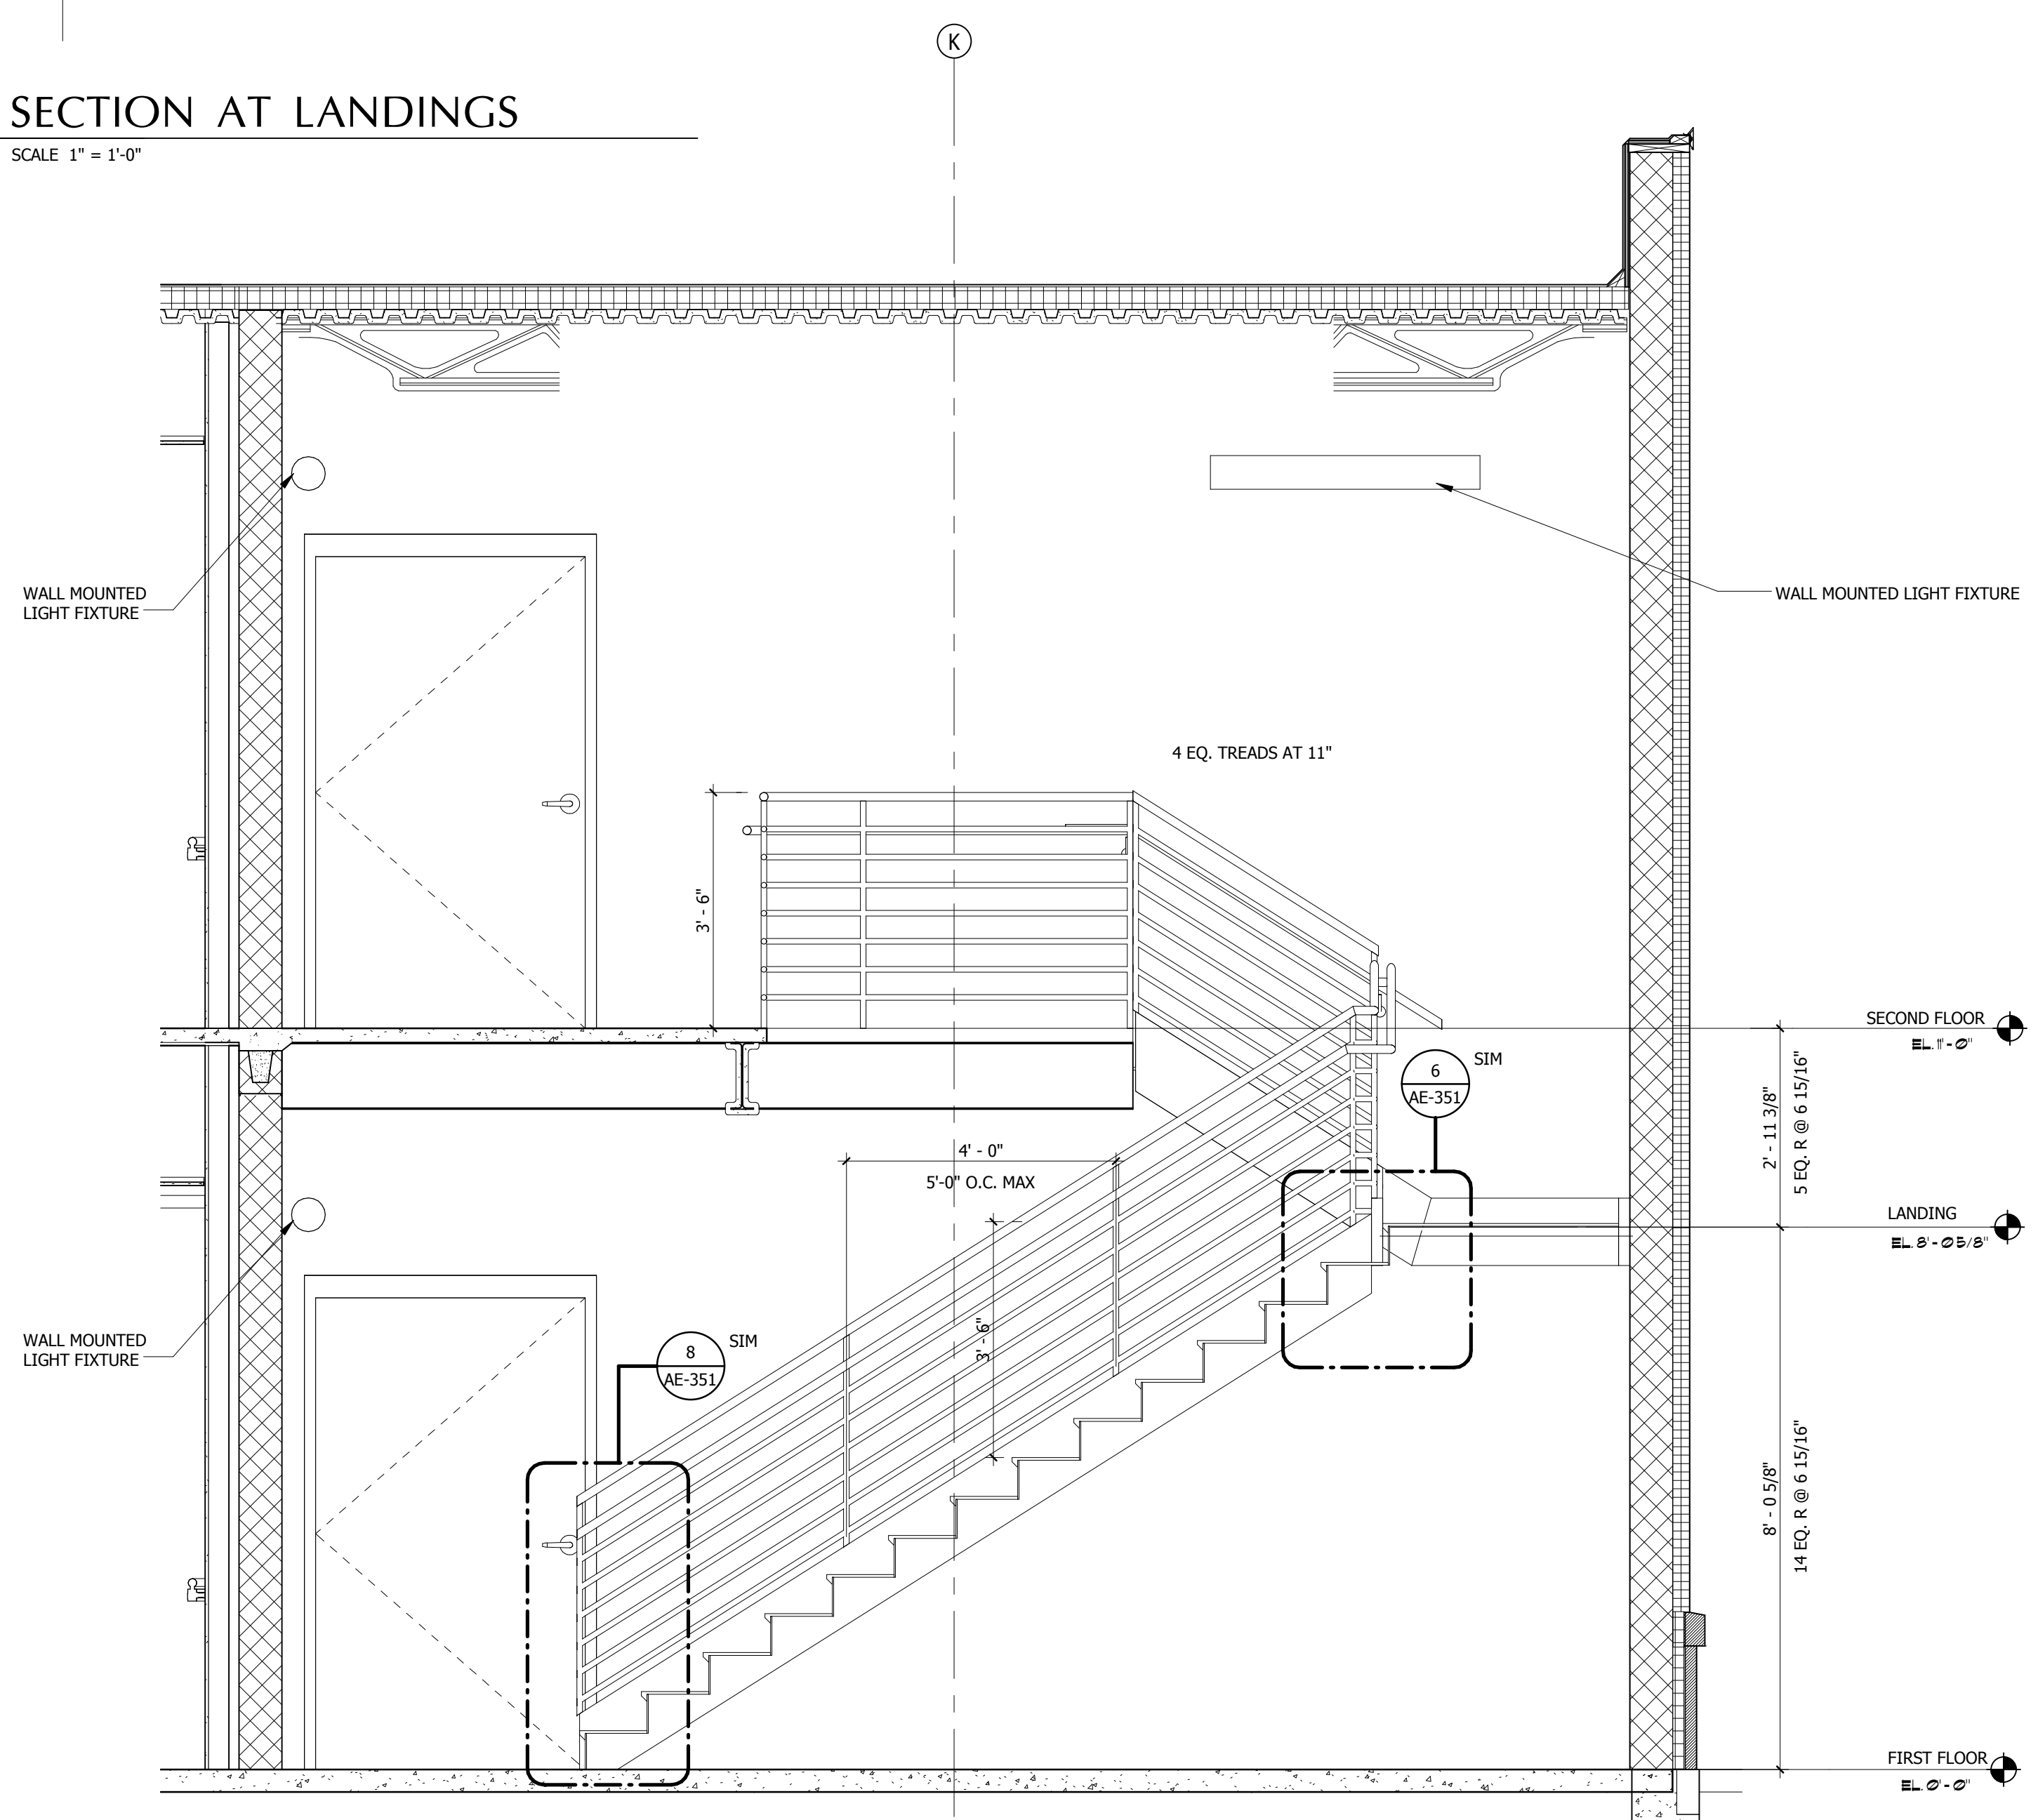 K
SECTION AT LANDINGS
SCALE 1" = 1'-0"
WALL MOUNTED
LIGHT FIXTURE
WALL MOUNTED LIGHT FIXTURE
4 EQ. TREADS AT 11"
3' - 6"
SECOND FLOOR
EL. 11' - 0"
6
AE-351
SIM
2' - 11 3/8"
5 EQ. R @ 6 15/16"
4' - 0"
5'-0" O.C. MAX
LANDING
EL. 8' - 0 5/8"
3' - 6"
WALL MOUNTED
LIGHT FIXTURE
8
AE-351
SIM
8' - 0 5/8"
14 EQ. R @ 6 15/16"
FIRST FLOOR
EL. 0' - 0"